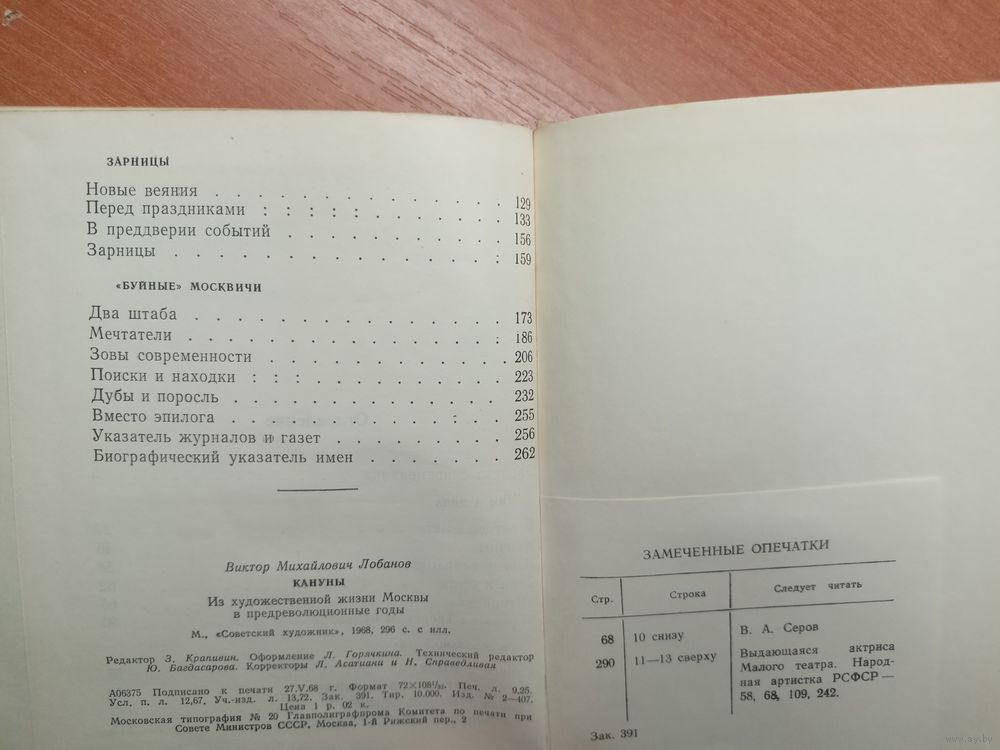 ЗАРНИЦЫ
Новые веяния . . . . . . . . . . . . . . 129
Перед праздниками : : : : : . . . . . . . 133
В преддверии событий . . . . . . . . . . . 156
Зарницы . . . . . . . . . . . . . . . . : 159
«БУЙНЫЕ» МОСКВИЧИ
Два штаба . . . . . . . . . . . . . . . 173
Мечтатели . . . . . . . . . . . . . . . : 186
Зовы современности . . . . . . . . . . . . 206
Поиски и находки : : : . . . . . . . . . . 223
Дубы и поросль . . . . . . . . . . . . . . 232
Вместо эпилога . . . . . . . . . . . : . . 255
Указатель журналов и газет . . . . . . . . . 256
Биографический указатель имен . . . . . . . 262
Виктор Михайлович Лобанов
КАНУНЫ
Из художественной жизни Москвы
в предреволюционные годы
М., «Советский художник», 1968, 296 с. с илл.
Редактор З. Крапивин. Оформление Л. Горячкина. Технический редактор
Ю. Багдасарова. Корректоры Л. Асатиани и Н. Справедливая
А06375 Подписано к печати 27.V.68 г. Формат 72×108¹/₃₂. Печ. л. 9,25.
Усл. п. л. 12,67. Уч.-изд. л. 13,72. Зак. 391. Тир. 10.000. Изд. № 2—407.
Цена 1 р. 02 к.
Московская типография № 20 Главполиграфпрома Комитета по печати при
Совете Министров СССР, Москва, 1-й Рижский пер., 2
ЗАМЕЧЕННЫЕ ОПЕЧАТКИ
Стр. Строка Следует читать
68 10 снизу В. А. Серов
290 11—13 сверху Выдающаяся актриса
Малого театра. Народ-
ная артистка РСФСР —
58, 68, 109, 242.
Зак. 391
www.ay.by